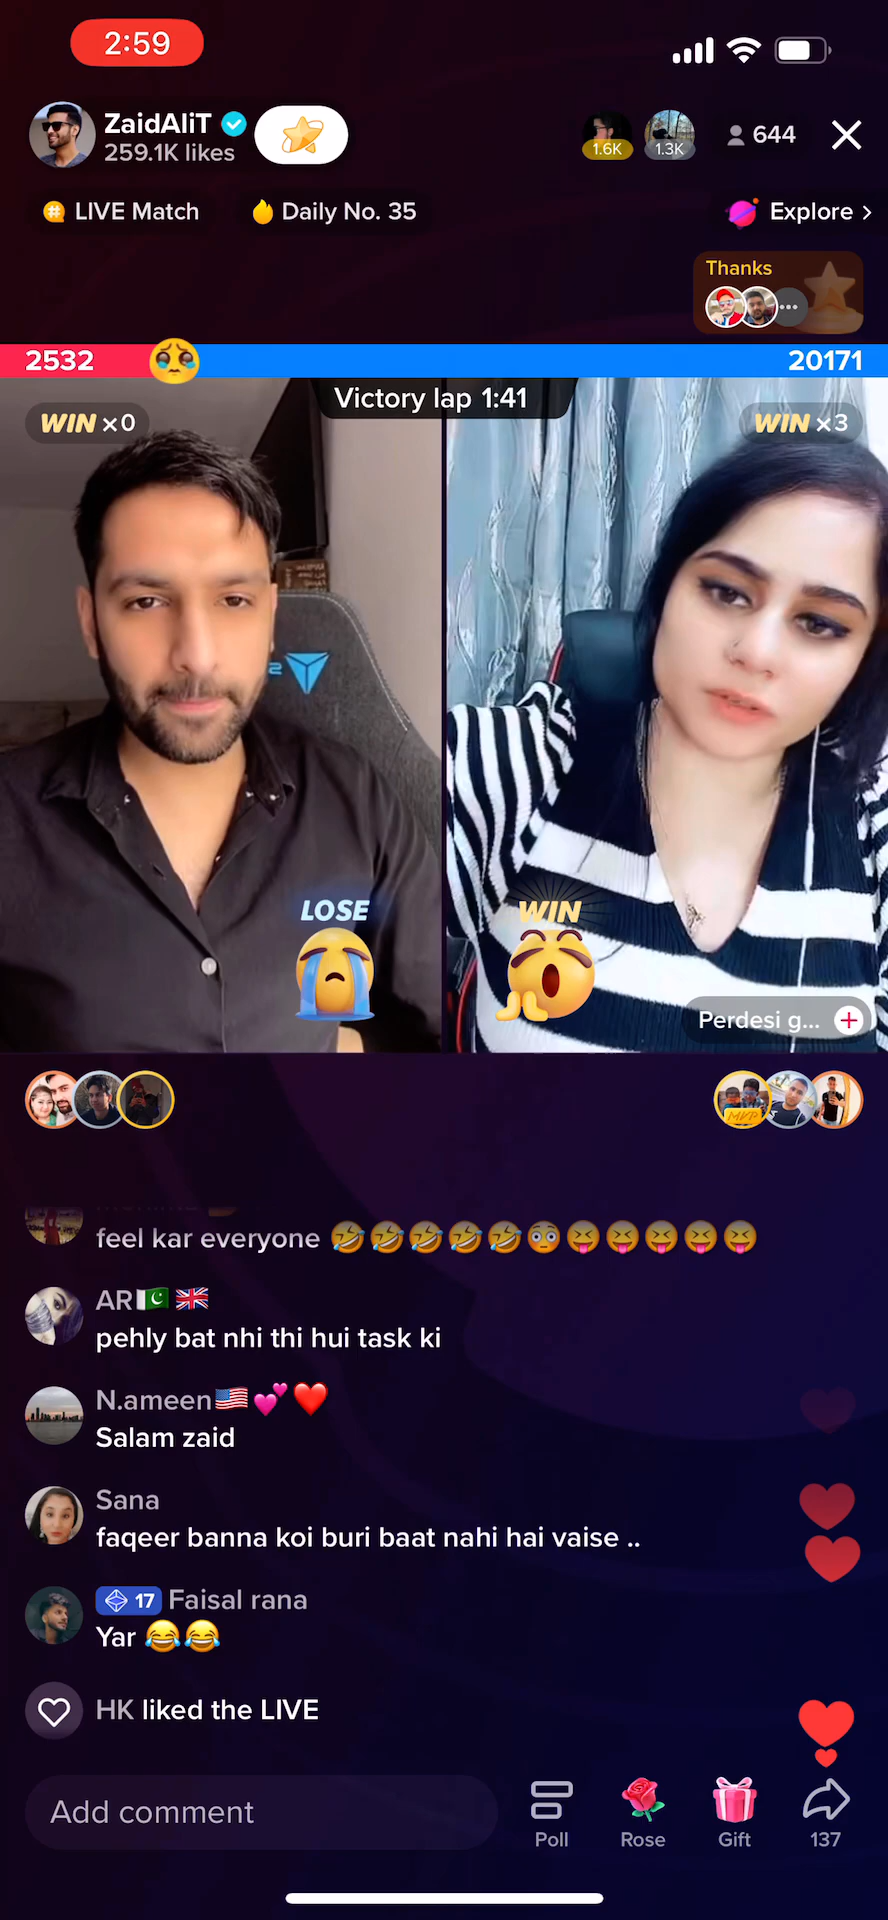 2:59
ZaidAliT
259.1K likes
1.6K
1.3K
644
LIVE Match
Daily No. 35
Explore >
Thanks
2532
20171
Victory lap 1:41
WIN x0
WIN x3
LOSE
WIN
Perdesi g...
MVP
feel kar everyone 🤣🤣🤣🤣🤣😳😝😝😝😝😝
AR🇵🇰🇬🇧
pehly bat nhi thi hui task ki
N.ameen🇺🇸💕❤️
Salam zaid
Sana
faqeer banna koi buri baat nahi hai vaise ..
17 Faisal rana
Yar 😂😂
HK liked the LIVE
Add comment
Poll
Rose
Gift
137